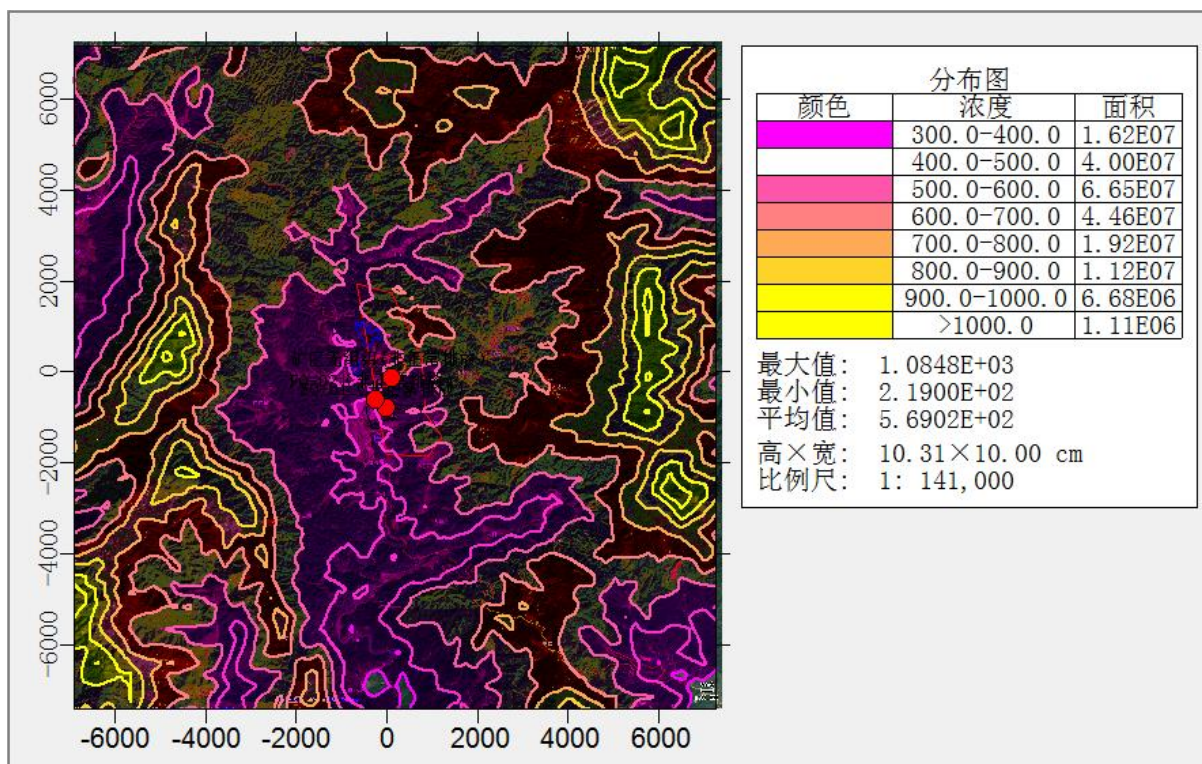 分布图
颜色 浓度 面积
300.0-400.0 1.62E07
400.0-500.0 4.00E07
500.0-600.0 6.65E07
600.0-700.0 4.46E07
700.0-800.0 1.92E07
800.0-900.0 1.12E07
900.0-1000.0 6.68E06
>1000.0 1.11E06
最大值: 1.0848E+03
最小值: 2.1900E+02
平均值: 5.6902E+02
高×宽: 10.31×10.00 cm
比例尺: 1: 141,000
6000
4000
2000
0
-2000
-4000
-6000
-6000 -4000 -2000 0 2000 4000 6000